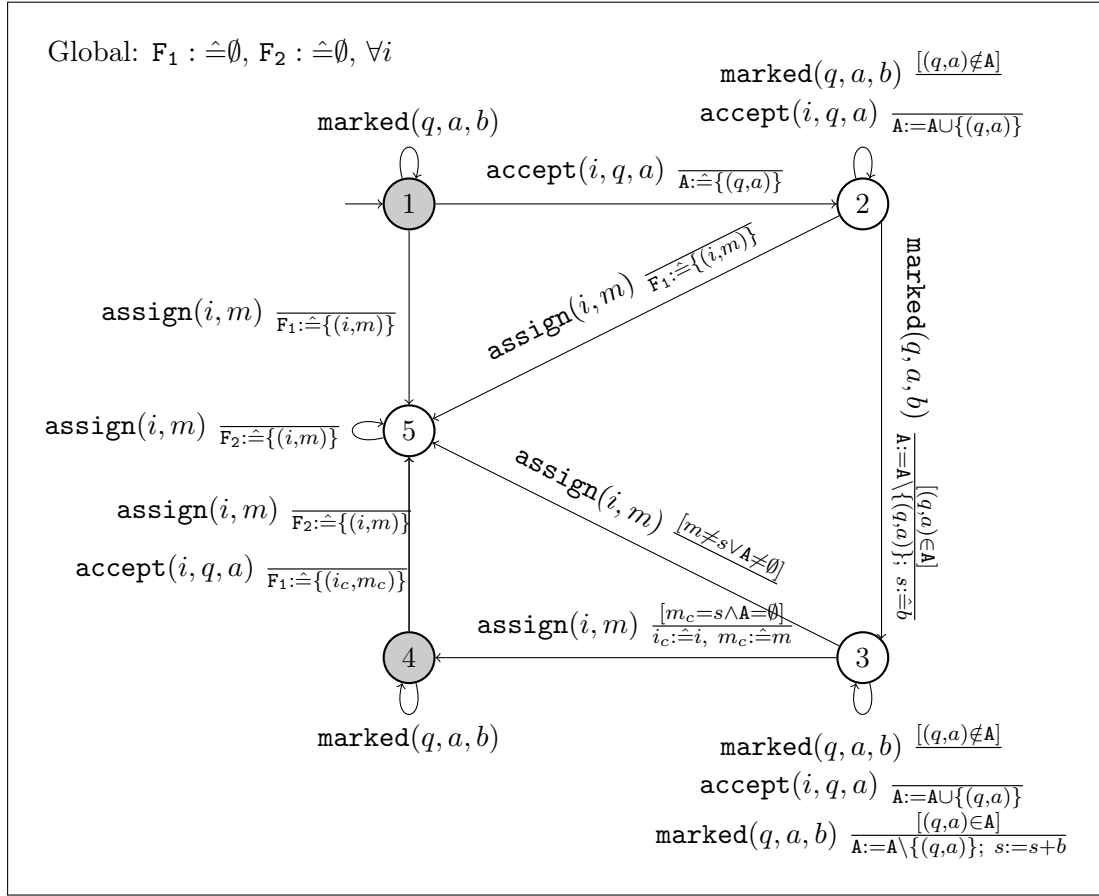 Global: F₁ : ≙∅, F₂ : ≙∅, ∀i
marked(q, a, b) [(q,a)∉A]
accept(i, q, a) A:=A∪{(q,a)}
marked(q, a, b)
accept(i, q, a) A:≙{(q,a)}
1
2
marked(q, a, b) [(q,a)∈A] A:=A\{(q,a)}; s:≙b
assign(i, m) F₁:≙{(i,m)}
assign(i, m) F₁:≙{(i,m)}
assign(i, m) F₂:≙{(i,m)}
5
assign(i, m) [m≠s∨A≠∅]
assign(i, m) F₂:≙{(i,m)}
accept(i, q, a) F₁:≙{(i_c,m_c)}
assign(i, m) [m_c=s∧A=∅] i_c:≙i, m_c:≙m
4
3
marked(q, a, b)
marked(q, a, b) [(q,a)∉A]
accept(i, q, a) A:=A∪{(q,a)}
marked(q, a, b) [(q,a)∈A] A:=A\{(q,a)}; s:=s+b